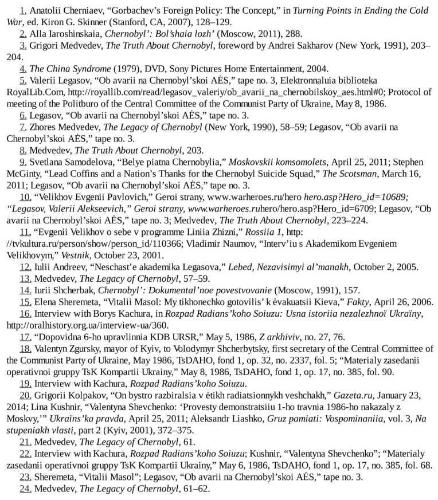 1. Anatolii Cherniaev, “Gorbachev’s Foreign Policy: The Concept,” in Turning Points in Ending the Cold
War, ed. Kiron G. Skinner (Stanford, CA, 2007), 128–129.
2. Alla Iaroshinskaia, Chernobyl’: Bol’shaia lozh’ (Moscow, 2011), 288.
3. Grigori Medvedev, The Truth About Chernobyl, foreword by Andrei Sakharov (New York, 1991), 203–
204.
4. The China Syndrome (1979), DVD, Sony Pictures Home Entertainment, 2004.
5. Valerii Legasov, “Ob avarii na Chernobyl’skoi AĖS,” tape no. 3, Elektronnaluia biblioteka
RoyalLib.Com, http://royallib.com/read/legasov_valeriy/ob_avarii_na_chernobilskoy_aes.html#0; Protocol of
meeting of the Politburo of the Central Committee of the Communist Party of Ukraine, May 8, 1986.
6. Legasov, “Ob avarii na Chernobyl’skoi AĖS,” tape no. 3.
7. Zhores Medvedev, The Legacy of Chernobyl (New York, 1990), 58–59; Legasov, “Ob avarii na
Chernobyl’skoi AĖS,” tape no. 3.
8. Medvedev, The Truth About Chernobyl, 203.
9. Svetlana Samodelova, “Belye piatna Chernobylia,” Moskovskii komsomolets, April 25, 2011; Stephen
McGinty, “Lead Coffins and a Nation’s Thanks for the Chernobyl Suicide Squad,” The Scotsman, March 16,
2011; Legasov, “Ob avarii na Chernobyl’skoi AĖS,” tape no. 3.
10. “Velikhov Evgenii Pavlovich,” Geroi strany, www.warheroes.ru/hero hero.asp?Hero_id=10689;
“Legasov, Valerii Alekseevich,” Geroi strany, www.warheroes.ruhero/hero.asp?Hero_id=6709; Legasov, “Ob
avarii na Chernobyl’skoi AĖS,” tape no. 3; Medvedev, The Truth About Chernobyl, 223–224.
11. “Evgenii Velikhov o sebe v programme Liniia Zhizni,” Rossiia 1, http:
//tvkultura.ru/person/show/person_id/110366; Vladimir Naumov, “Interv’iu s Akademikom Evgeniem
Velikhovym,” Vestnik, October 23, 2001.
12. Iulii Andreev, “Neschast’e akademika Legasova,” Lebed, Nezavisimyi al’manakh, October 2, 2005.
13. Medvedev, The Legacy of Chernobyl, 57–59.
14. Iurii Shcherbak, Chernobyl’: Dokumental’noe povestvovanie (Moscow, 1991), 157.
15. Elena Sheremeta, “Vitalii Masol: My tikhonechko gotovilis’ k ėvakuatsii Kieva,” Fakty, April 26, 2006.
16. Interview with Borys Kachura, in Rozpad Radians’koho Soiuzu: Usna istoriia nezalezhnoï Ukraïny,
http://oralhistory.org.ua/interview-ua/360.
17. “Dopovidna 6-ho upravlinnia KDB URSR,” May 5, 1986, Z arkhiviv, no. 27, 76.
18. Valentyn Zgursky, mayor of Kyiv, to Volodymyr Shcherbytsky, first secretary of the Central Committee of
the Communist Party of Ukraine, May 1986, TsDAHO, fond 1, op. 32, no. 2337, fol. 5; “Materialy zasedanii
operativnoi gruppy TsK Kompartii Ukrainy,” May 8, 1986, TsDAHO, fond 1, op. 17, no. 385, fol. 90.
19. Interview with Kachura, Rozpad Radians’koho Soiuzu.
20. Grigorii Kolpakov, “On bystro razbiralsia v ėtikh radiatsionnykh veshchakh,” Gazeta.ru, January 23,
2014; Lina Kushnir, “Valentyna Shevchenko: ‘Provesty demonstratsiiu 1-ho travnia 1986-ho nakazaly z
Moskvy,’” Ukraïns’ka pravda, April 25, 2011; Aleksandr Liashko, Gruz pamiati: Vospominaniia, vol. 3, Na
stupeniakh vlasti, part 2 (Kyiv, 2001), 372–375.
21. Medvedev, The Legacy of Chernobyl, 61.
22. Interview with Kachura, Rozpad Radians’koho Soiuzu; Kushnir, “Valentyna Shevchenko”; “Materialy
zasedanii operativnoi gruppy TsK Kompartii Ukrainy,” May 6, 1986, TsDAHO, fond 1, op. 17, no. 385, fol. 68.
23. Sheremeta, “Vitalii Masol”; Legasov, “Ob avarii na Chernobyl’skoi AĖS,” tape no. 3.
24. Medvedev, The Legacy of Chernobyl, 61–62.